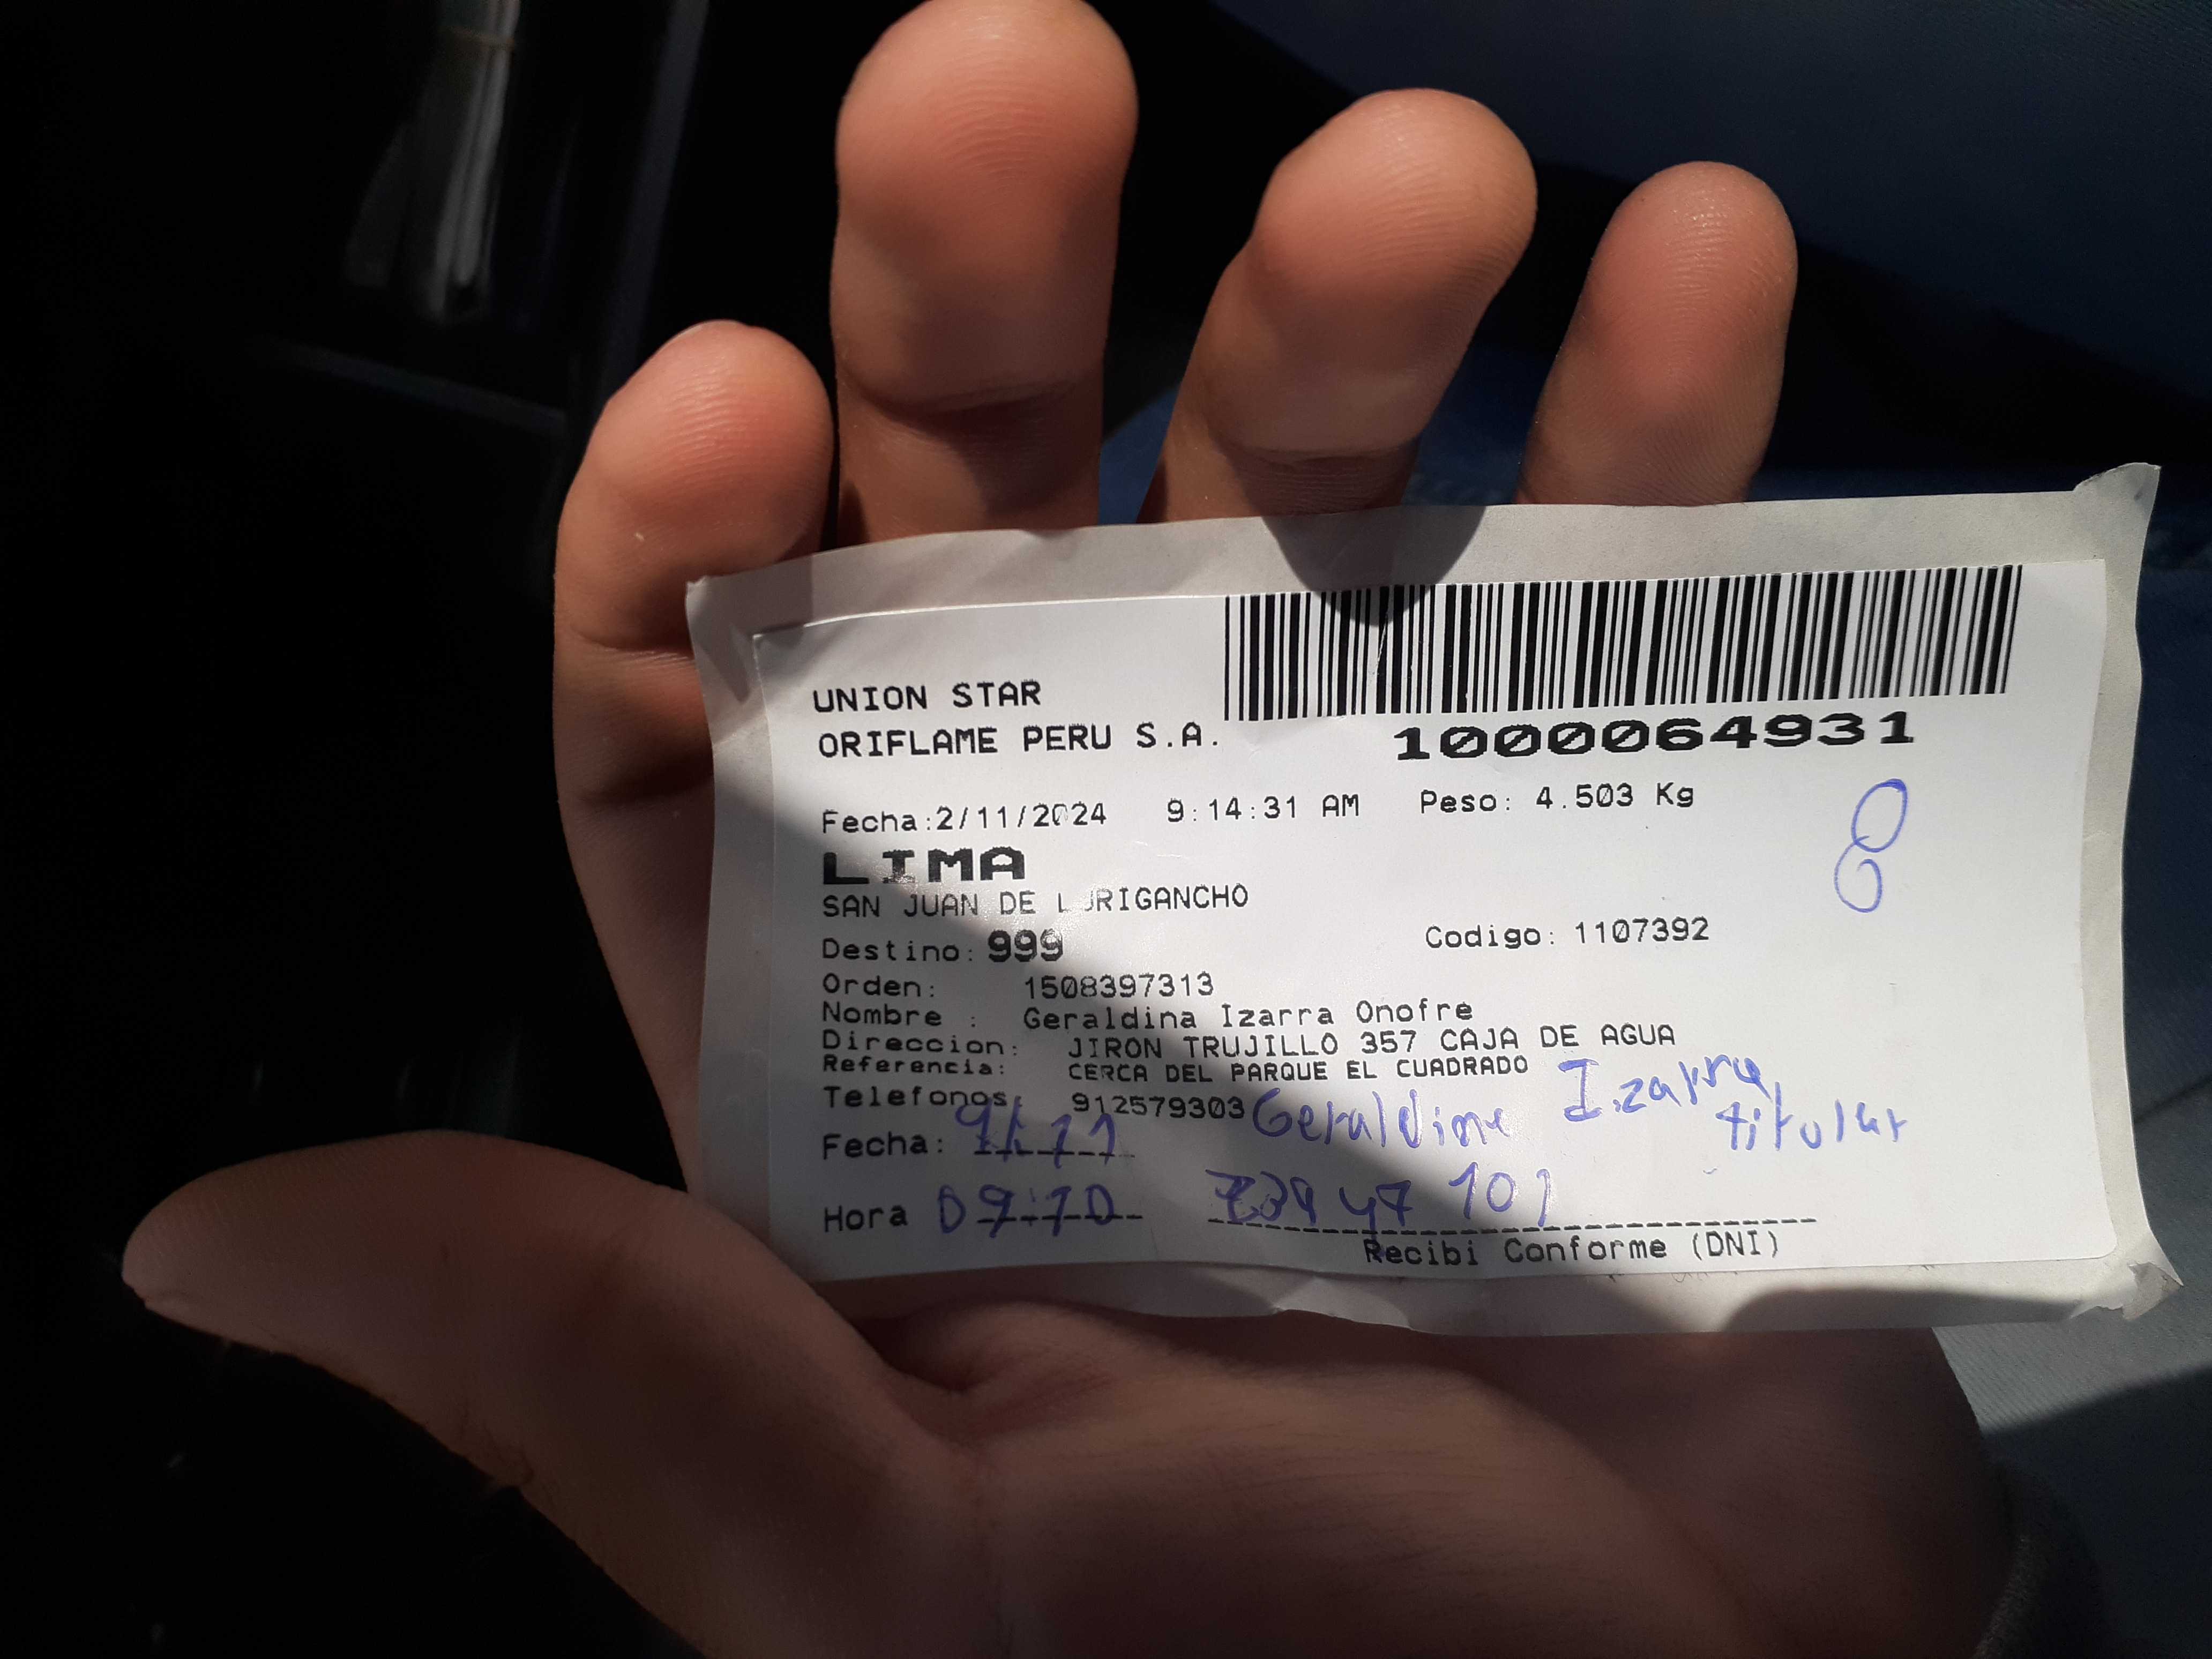 UNION STAR
ORIFLAME PERU S.A.
1000064931
Fecha:2/11/2024 9:14:31 AM Peso: 4.503 Kg
8
LIMA
SAN JUAN DE LURIGANCHO
Destino: 999 Codigo: 1107392
Orden: 1508397313
Nombre : Geraldina Izarra Onofre
Direccion: JIRON TRUJILLO 357 CAJA DE AGUA
Referencia: CERCA DEL PARQUE EL CUADRADO
Telefonos: 912579303 Geraldine Izarra
titular
Fecha:
Hora
Recibi Conforme (DNI)